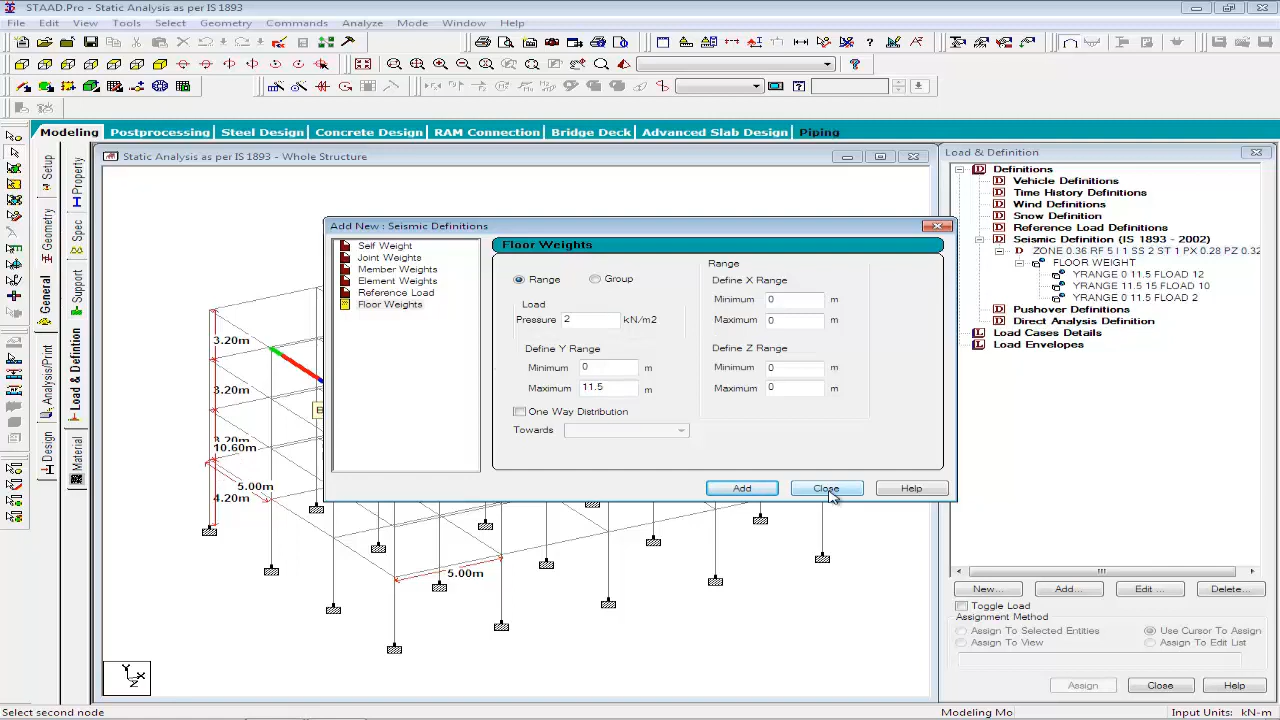 STAAD.Pro - Static Analysis as per IS 1893
File Edit View Tools Select Geometry Commands Analyze Mode Window Help
Modeling Postprocessing Steel Design Concrete Design RAM Connection Bridge Deck Advanced Slab Design Piping
Setup
Geometry
General
Analysis/Print
Design
Property
Spec
Support
Load & Definition
Material
Static Analysis as per IS 1893 - Whole Structure
3.20m
3.20m
3.20m
10.60m
5.00m
4.20m
5.00m
Y
X
Z
Add New : Seismic Definitions
Self Weight
Joint Weights
Member Weights
Element Weights
Reference Load
Floor Weights
Floor Weights
Range Group
Load
Pressure 2 kN/m2
Define Y Range
Minimum 0 m
Maximum 11.5 m
One Way Distribution
Towards
Range
Define X Range
Minimum 0 m
Maximum 0 m
Define Z Range
Minimum 0 m
Maximum 0 m
Add Close Help
Load & Definition
Definitions
Vehicle Definitions
Time History Definitions
Wind Definitions
Snow Definition
Reference Load Definitions
Seismic Definition (IS 1893 - 2002)
ZONE 0.36 RF 5 I 1 SS 2 ST 1 PX 0.28 PZ 0.32
FLOOR WEIGHT
YRANGE 0 11.5 FLOAD 12
YRANGE 11.5 15 FLOAD 10
YRANGE 0 11.5 FLOAD 2
Pushover Definitions
Direct Analysis Definition
Load Cases Details
Load Envelopes
New... Add... Edit ... Delete...
Toggle Load
Assignment Method
Assign To Selected Entities Use Cursor To Assign
Assign To View Assign To Edit List
Assign Close Help
Select second node
Modeling Mo Input Units: kN-m